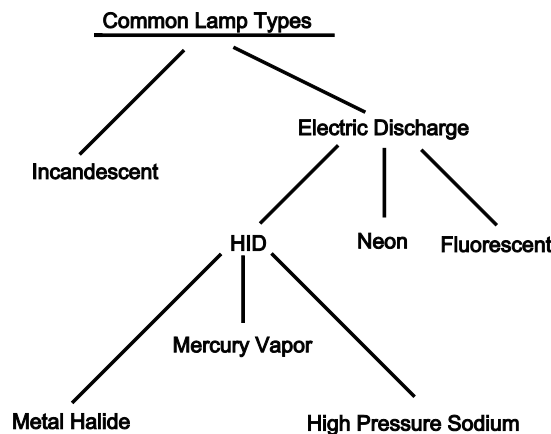 Common Lamp Types
Electric Discharge
Incandescent
HID
Neon
Fluorescent
Mercury Vapor
Metal Halide
High Pressure Sodium